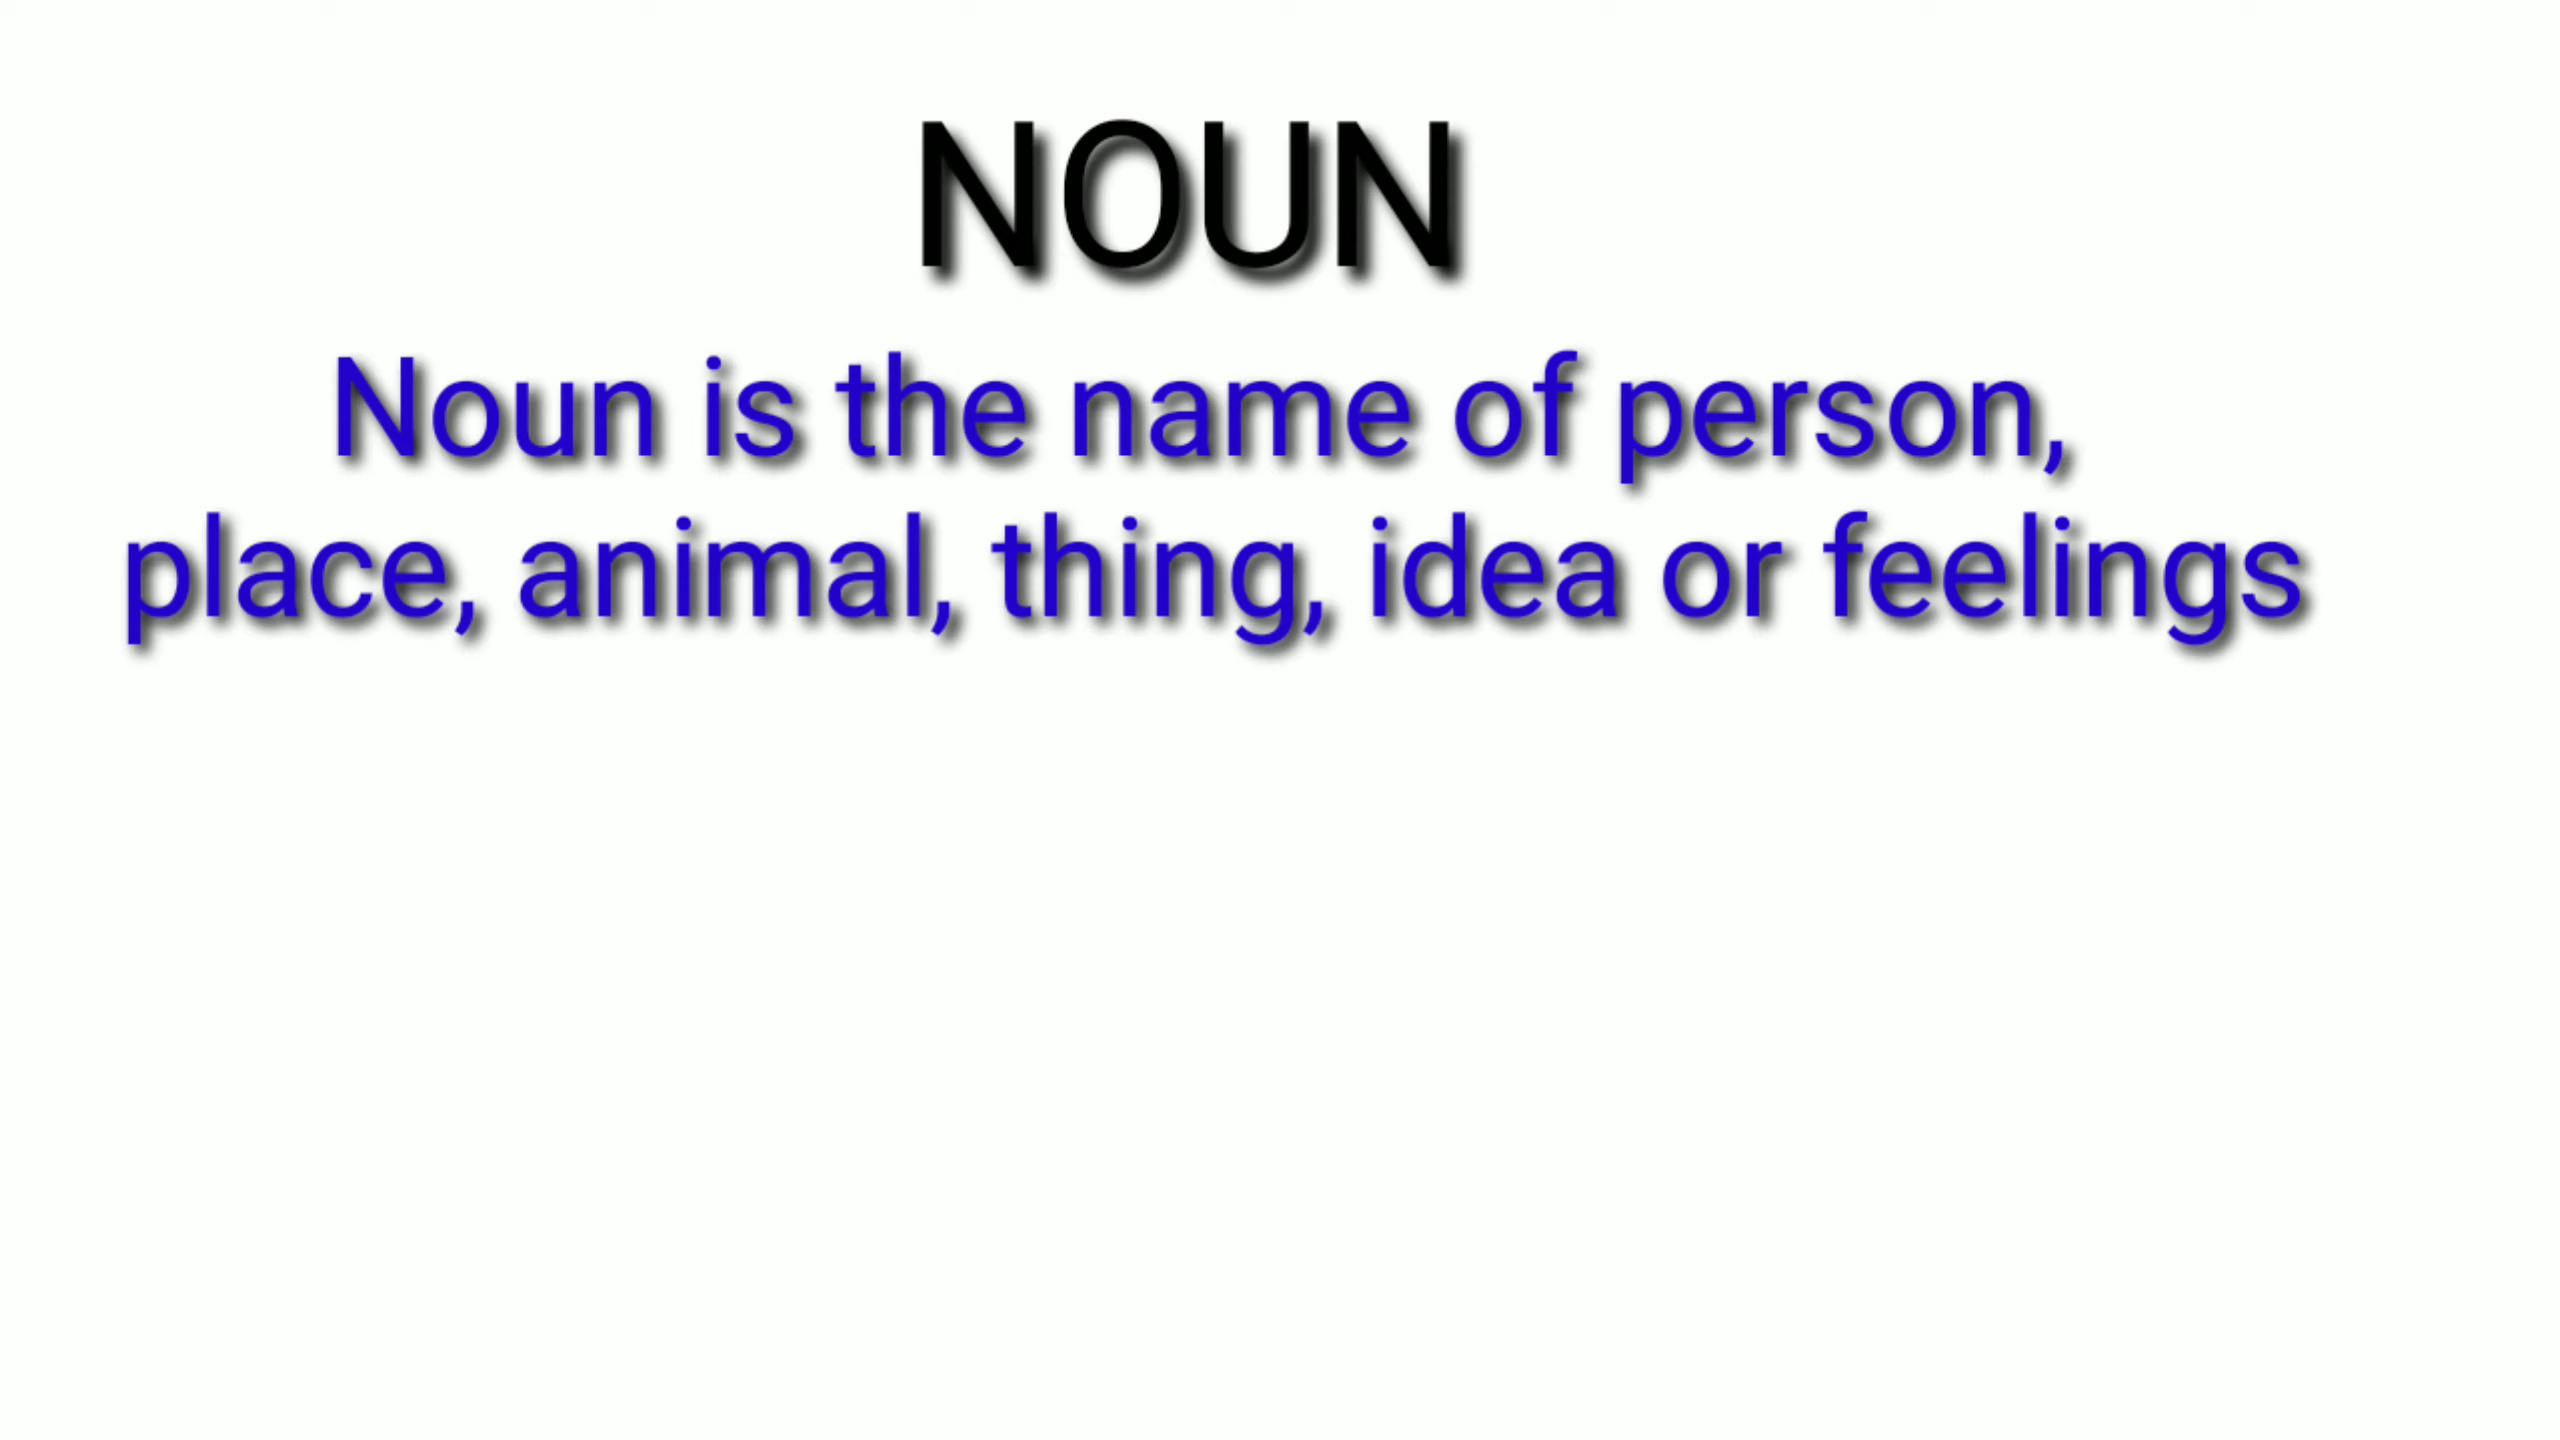 NOUN
Noun is the name of person,
place, animal, thing, idea or feelings